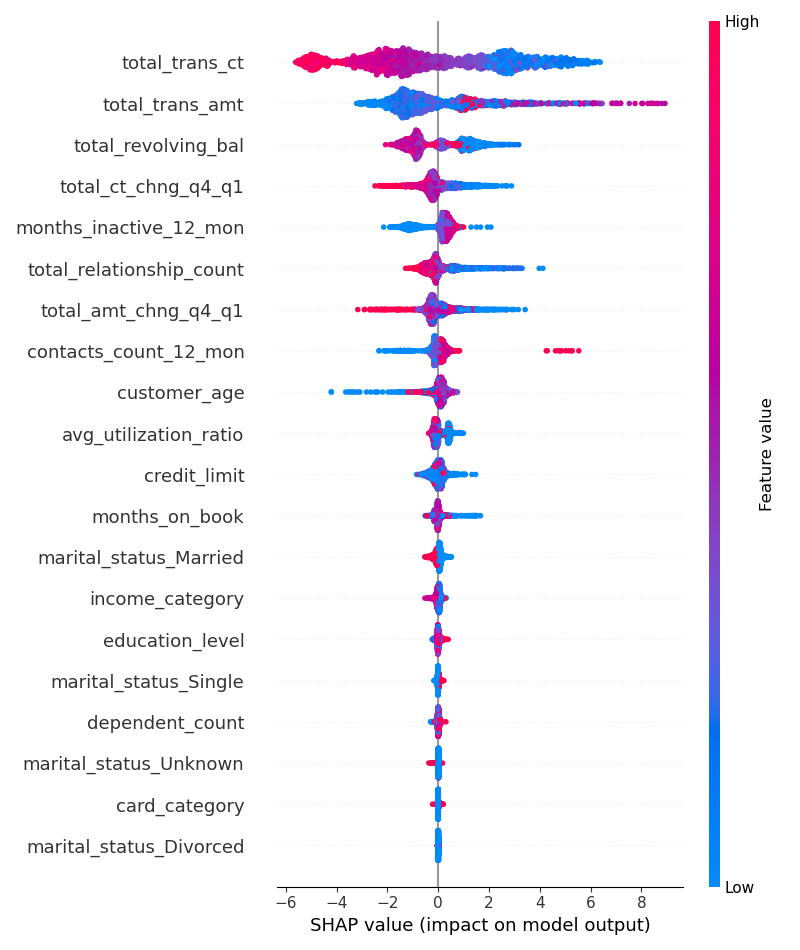 High
total_trans_ct
total_trans_amt
total_revolving_bal
total_ct_chng_q4_q1
months_inactive_12_mon
total_relationship_count
total_amt_chng_q4_q1
contacts_count_12_mon
customer_age
avg_utilization_ratio
credit_limit
months_on_book
marital_status_Married
income_category
education_level
marital_status_Single
dependent_count
marital_status_Unknown
card_category
marital_status_Divorced
Feature value
Low
−6 −4 −2 0 2 4 6 8
SHAP value (impact on model output)